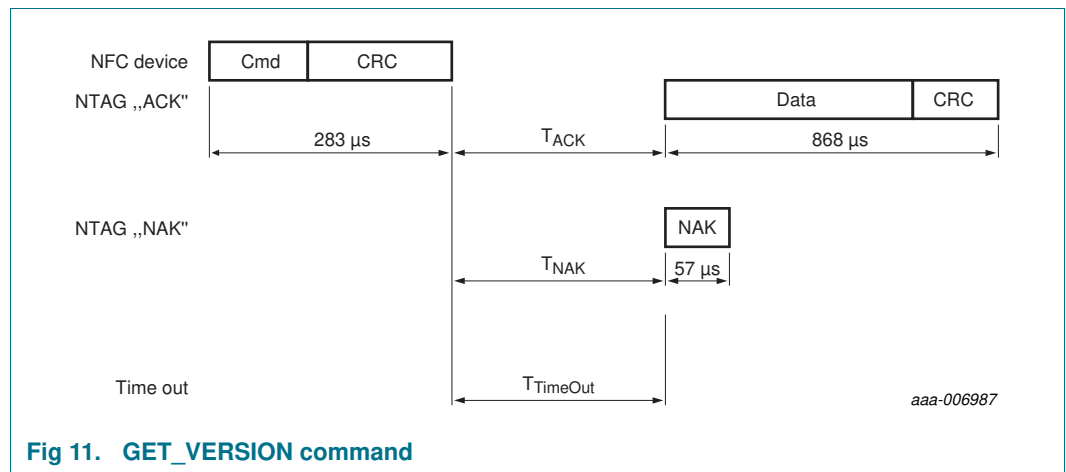 NFC device Cmd CRC
NTAG ,,ACK" Data CRC
283 µs TACK 868 µs
NTAG ,,NAK" NAK
TNAK 57 µs
Time out TTimeOut aaa-006987
Fig 11. GET_VERSION command